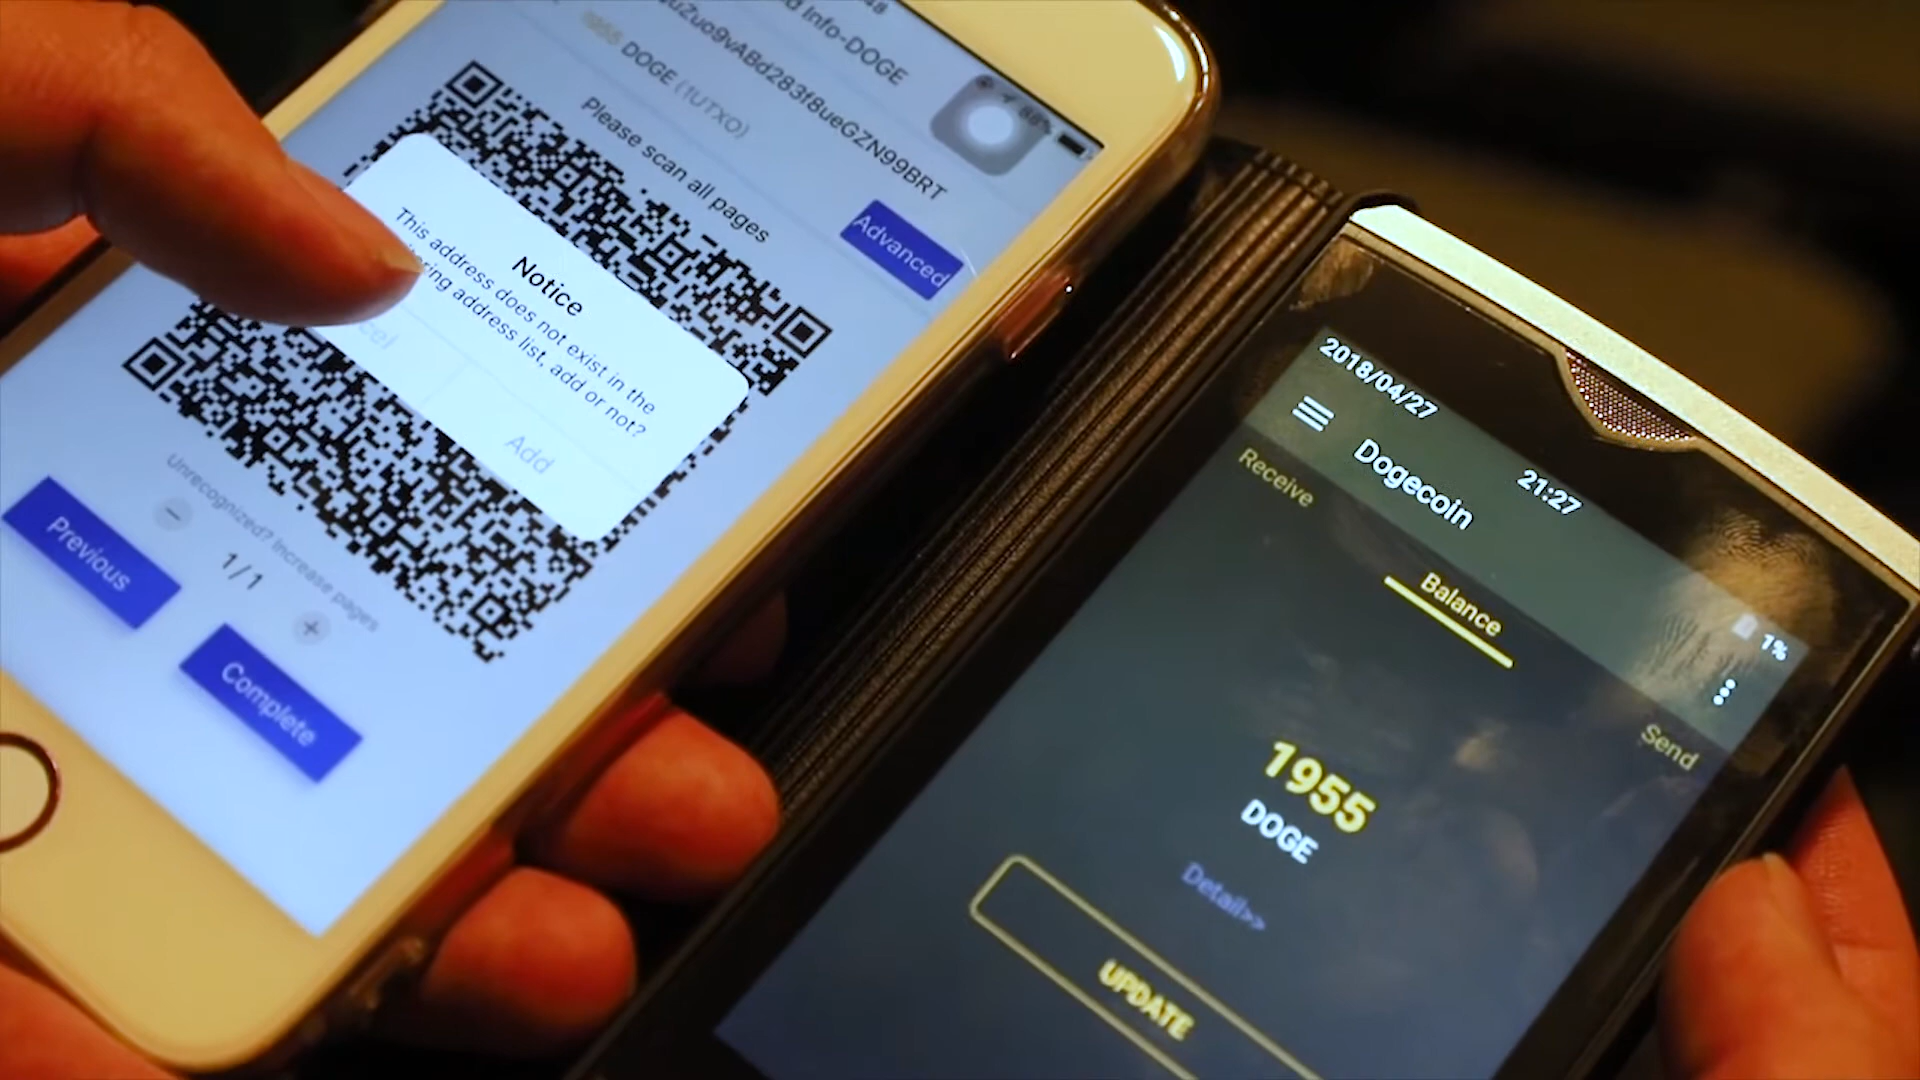 Info-DOGE
1955 DOGE (1UTXO)
Please scan all pages
Advanced
Notice
This address does not exist in the
address list, add or not?
Add
Unrecognized? Increase pages
−
1/1
+
Previous
Complete
2018/04/27
21:27
1%
Dogecoin
Receive
Balance
Send
1955
DOGE
Detail>>
UPDATE